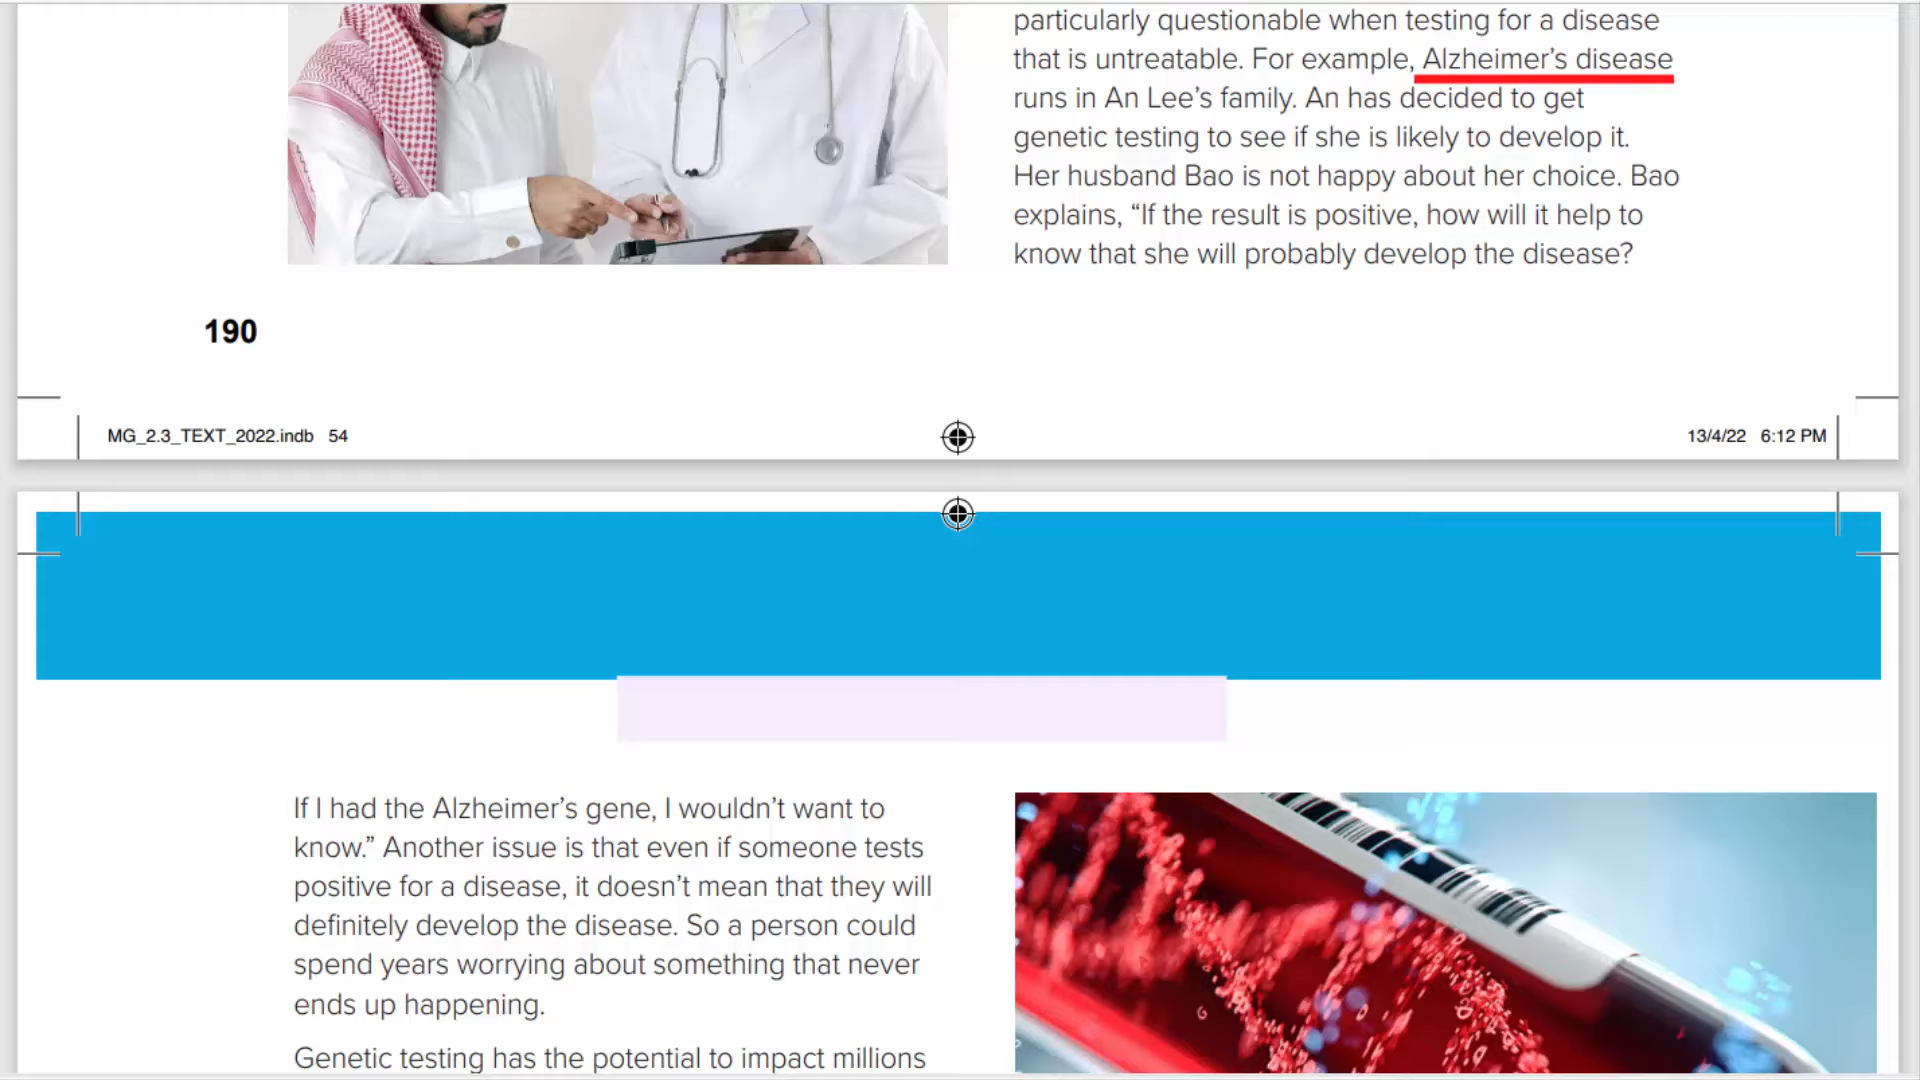 particularly questionable when testing for a disease
that is untreatable. For example, Alzheimer’s disease
runs in An Lee’s family. An has decided to get
genetic testing to see if she is likely to develop it.
Her husband Bao is not happy about her choice. Bao
explains, “If the result is positive, how will it help to
know that she will probably develop the disease?
190
MG_2.3_TEXT_2022.indb 54
13/4/22 6:12 PM
If I had the Alzheimer’s gene, I wouldn’t want to
know.” Another issue is that even if someone tests
positive for a disease, it doesn’t mean that they will
definitely develop the disease. So a person could
spend years worrying about something that never
ends up happening.
Genetic testing has the potential to impact millions